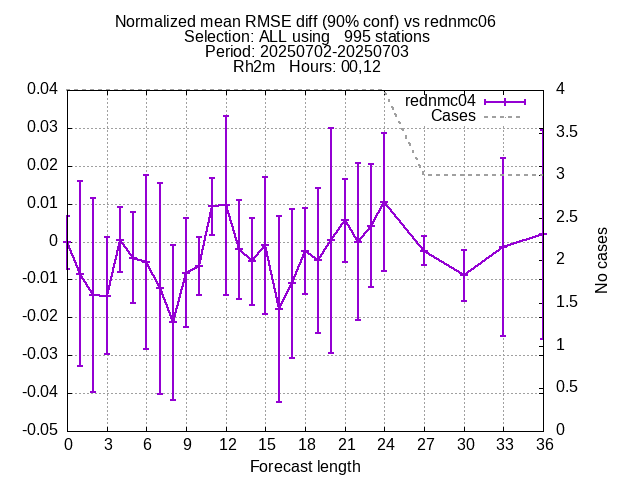 Normalized mean RMSE diff (90% conf) vs rednmc06
Selection: ALL using   995 stations
Period: 20250702-20250703
Rh2m   Hours: 00,12
rednmc04
Cases
0.04
0.03
0.02
0.01
0
-0.01
-0.02
-0.03
-0.04
-0.05
4
3.5
3
2.5
2
1.5
1
0.5
0
No cases
0 3 6 9 12 15 18 21 24 27 30 33 36
Forecast length